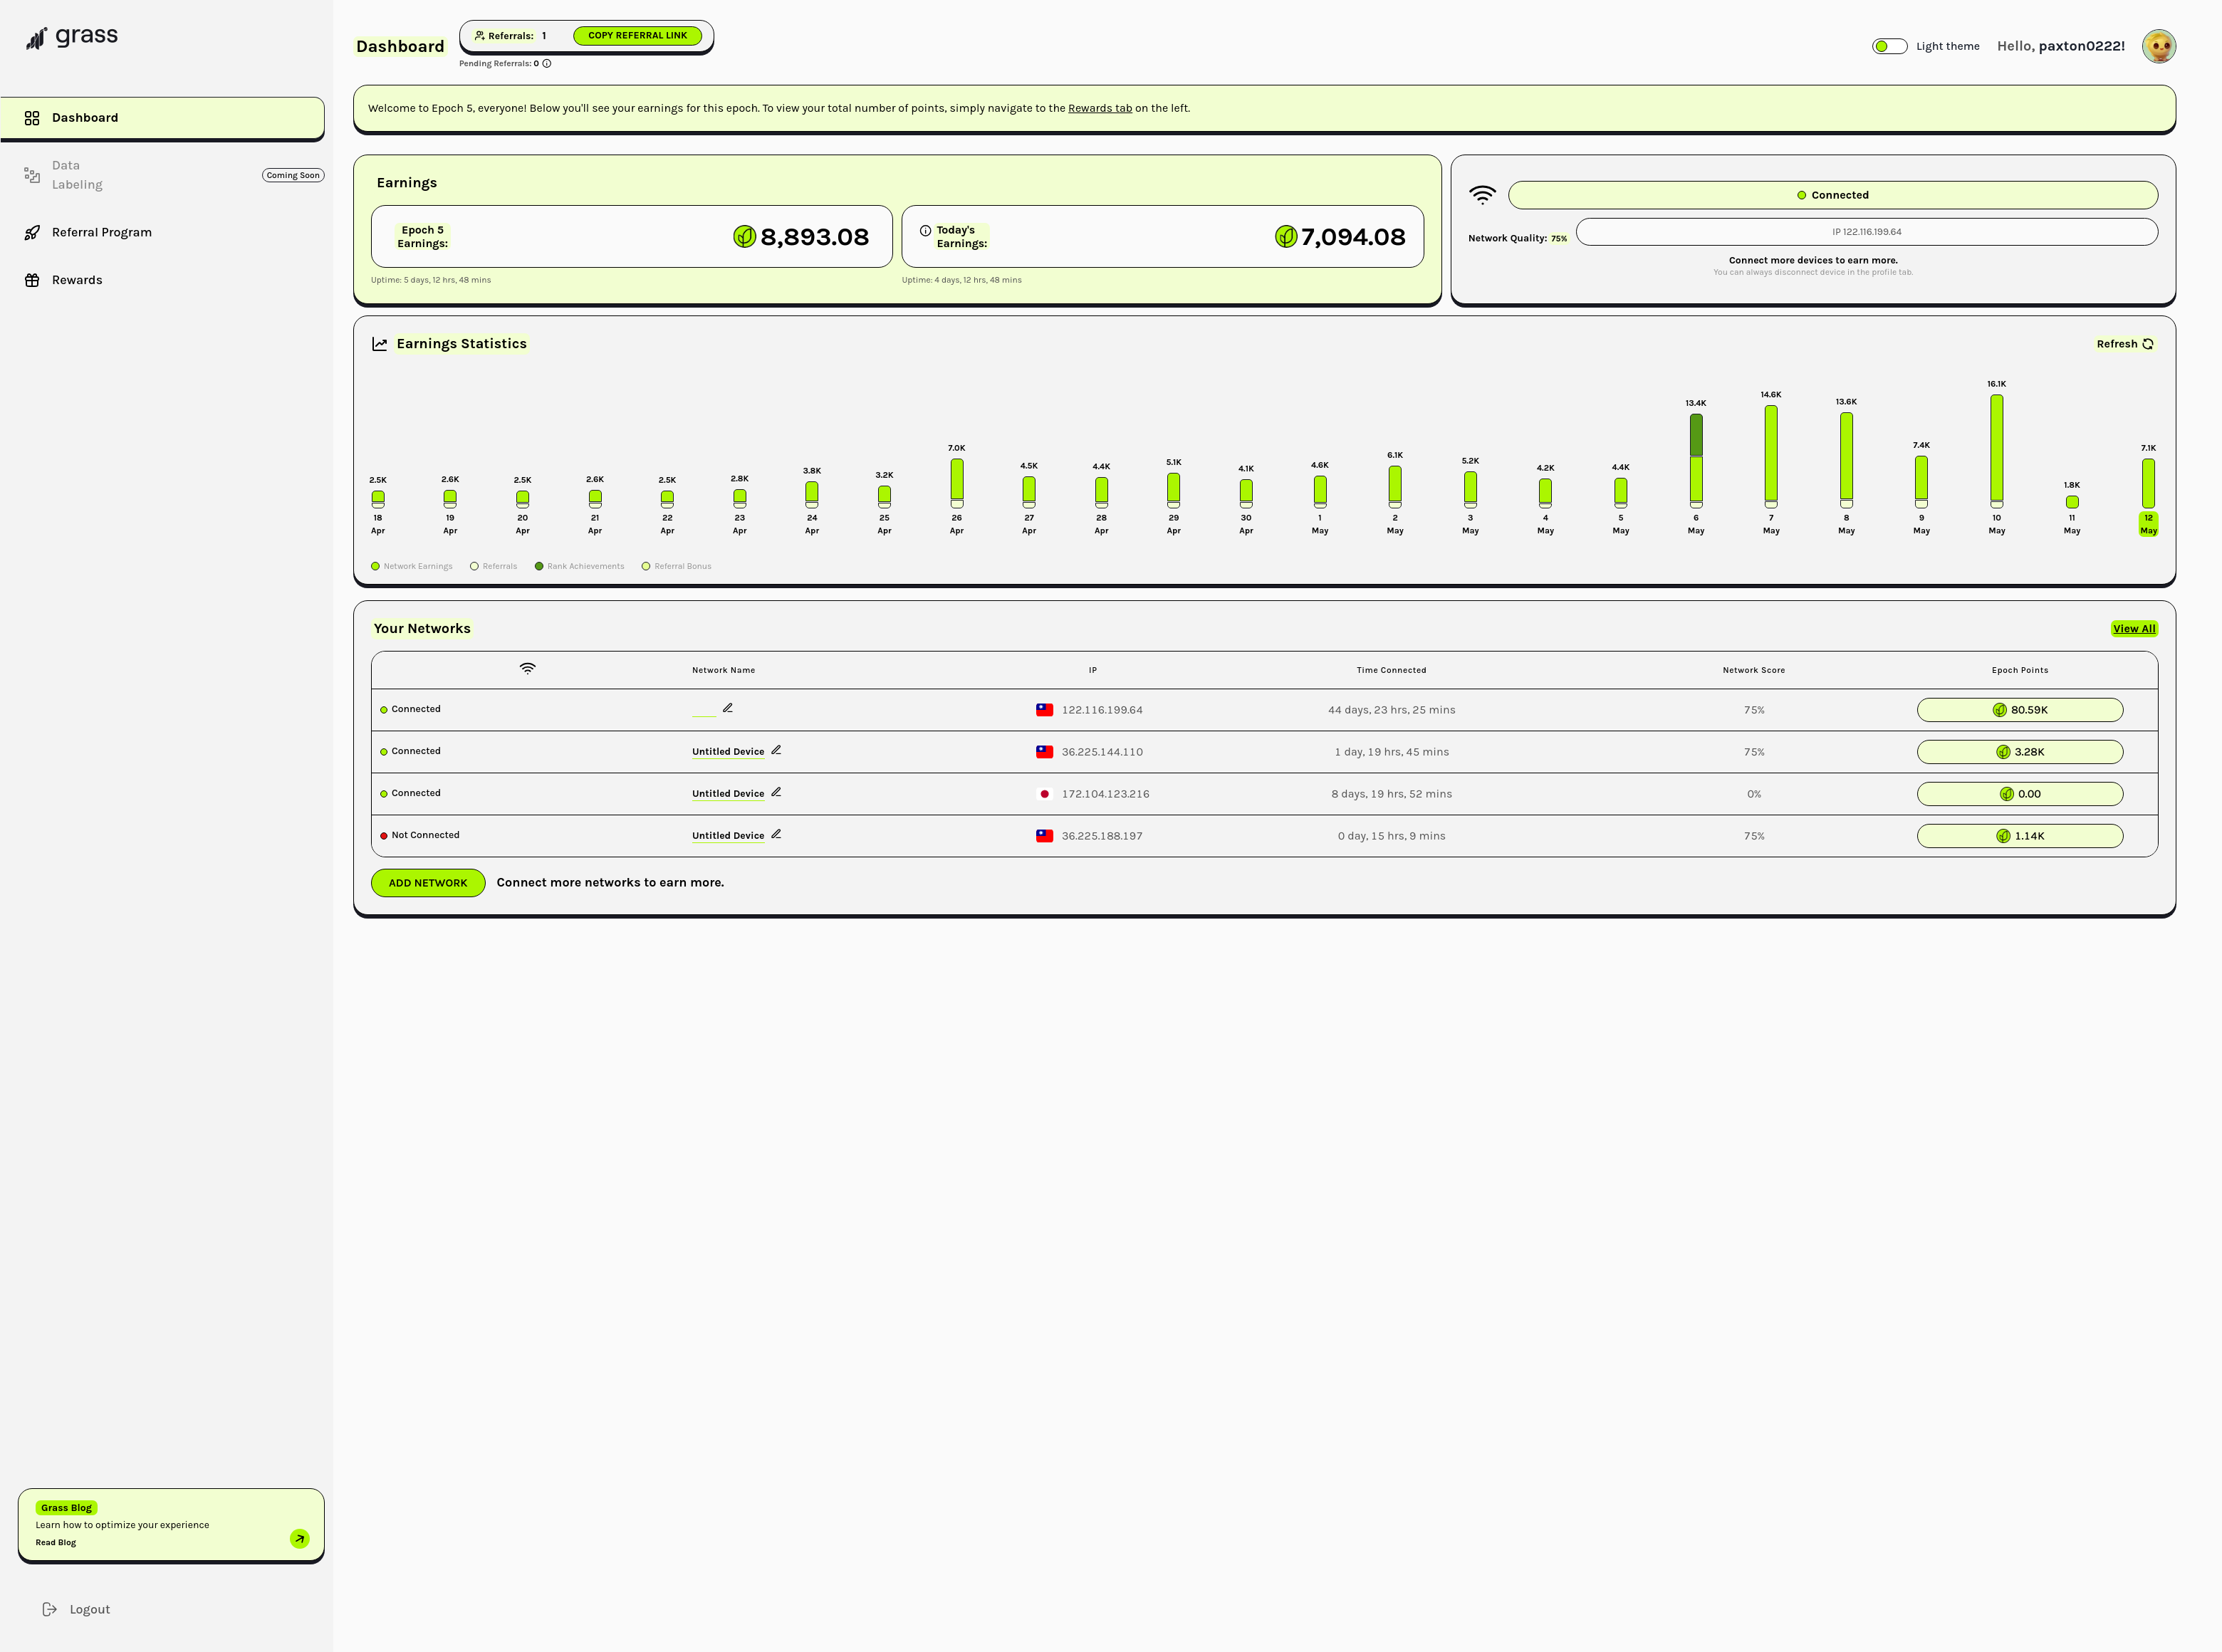 grass
Dashboard
Data
Labeling
Coming Soon
Referral Program
Rewards
Grass Blog
Learn how to optimize your experience
Read Blog
Logout
Dashboard
Referrals: 1
COPY REFERRAL LINK
Pending Referrals: 0
Light theme
Hello, paxton0222!
Welcome to Epoch 5, everyone! Below you'll see your earnings for this epoch. To view your total number of points, simply navigate to the Rewards tab on the left.
Earnings
Epoch 5
Earnings:
8,893.08
Uptime: 5 days, 12 hrs, 48 mins
Today's
Earnings:
7,094.08
Uptime: 4 days, 12 hrs, 48 mins
Connected
Network Quality: 75%
IP 122.116.199.64
Connect more devices to earn more.
You can always disconnect device in the profile tab.
Earnings Statistics
Refresh
2.5K
18
Apr
2.6K
19
Apr
2.5K
20
Apr
2.6K
21
Apr
2.5K
22
Apr
2.8K
23
Apr
3.8K
24
Apr
3.2K
25
Apr
7.0K
26
Apr
4.5K
27
Apr
4.4K
28
Apr
5.1K
29
Apr
4.1K
30
Apr
4.6K
1
May
6.1K
2
May
5.2K
3
May
4.2K
4
May
4.4K
5
May
13.4K
6
May
14.6K
7
May
13.6K
8
May
7.4K
9
May
16.1K
10
May
1.8K
11
May
7.1K
12
May
Network Earnings Referrals Rank Achievements Referral Bonus
Your Networks
View All
Network Name IP Time Connected Network Score Epoch Points
Connected 122.116.199.64 44 days, 23 hrs, 25 mins 75% 80.59K
Connected Untitled Device 36.225.144.110 1 day, 19 hrs, 45 mins 75% 3.28K
Connected Untitled Device 172.104.123.216 8 days, 19 hrs, 52 mins 0% 0.00
Not Connected Untitled Device 36.225.188.197 0 day, 15 hrs, 9 mins 75% 1.14K
ADD NETWORK
Connect more networks to earn more.